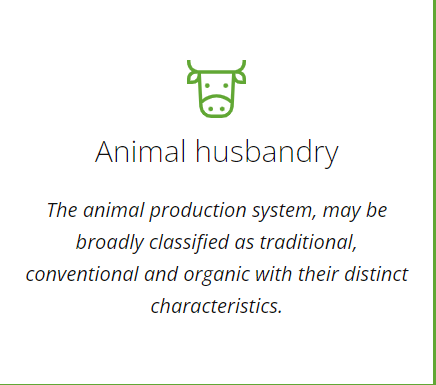 Animal husbandry
The animal production system, may be
broadly classified as traditional,
conventional and organic with their distinct
characteristics.